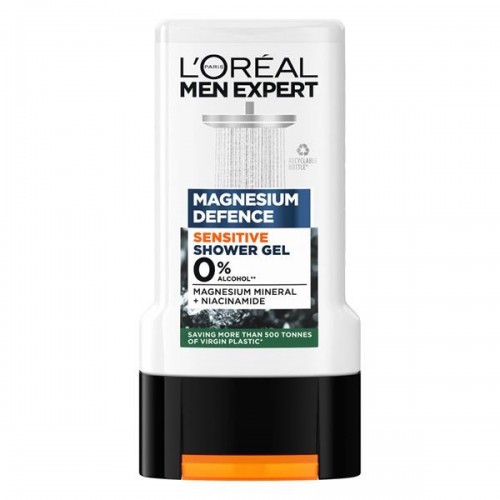 L'ORÉAL
PARIS
MEN EXPERT
RECYCLABLE
BOTTLE*
MAGNESIUM
DEFENCE
SENSITIVE
SHOWER GEL
0%
ALCOHOL**
MAGNESIUM MINERAL
+ NIACINAMIDE
SAVING MORE THAN 500 TONNES
OF VIRGIN PLASTIC*